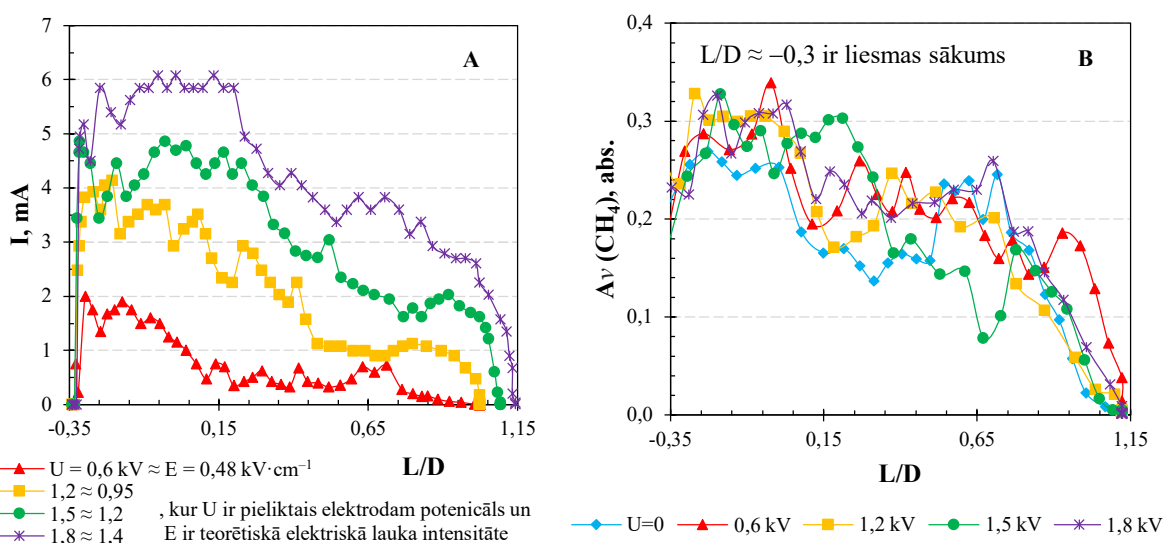 7
6
5
4
3
2
1
0
I, mA
A
-0,35
0,15
0,65
1,15
L/D
U = 0,6 kV ≈ E = 0,48 kV·cm⁻¹
1,2 ≈ 0,95
1,5 ≈ 1,2
1,8 ≈ 1,4
, kur U ir pieliktais elektrodam potenicāls un
E ir teorētiskā elektriskā lauka intensitāte
0,4
0,3
0,2
0,1
0,0
Aν (CH₄), abs.
L/D ≈ –0,3 ir liesmas sākums
B
-0,35
0,15
0,65
1,15
L/D
U=0
0,6 kV
1,2 kV
1,5 kV
1,8 kV